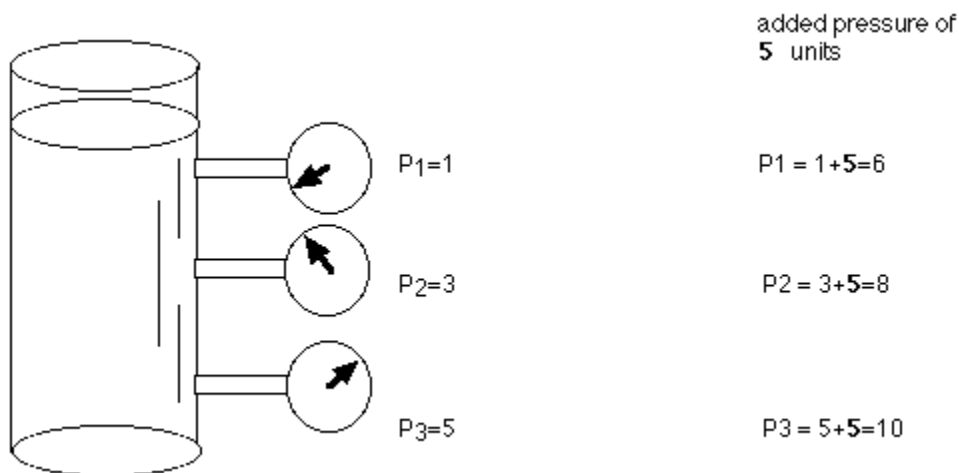 added pressure of
5 units
P1=1
P1 = 1+5=6
P2=3
P2 = 3+5=8
P3=5
P3 = 5+5=10